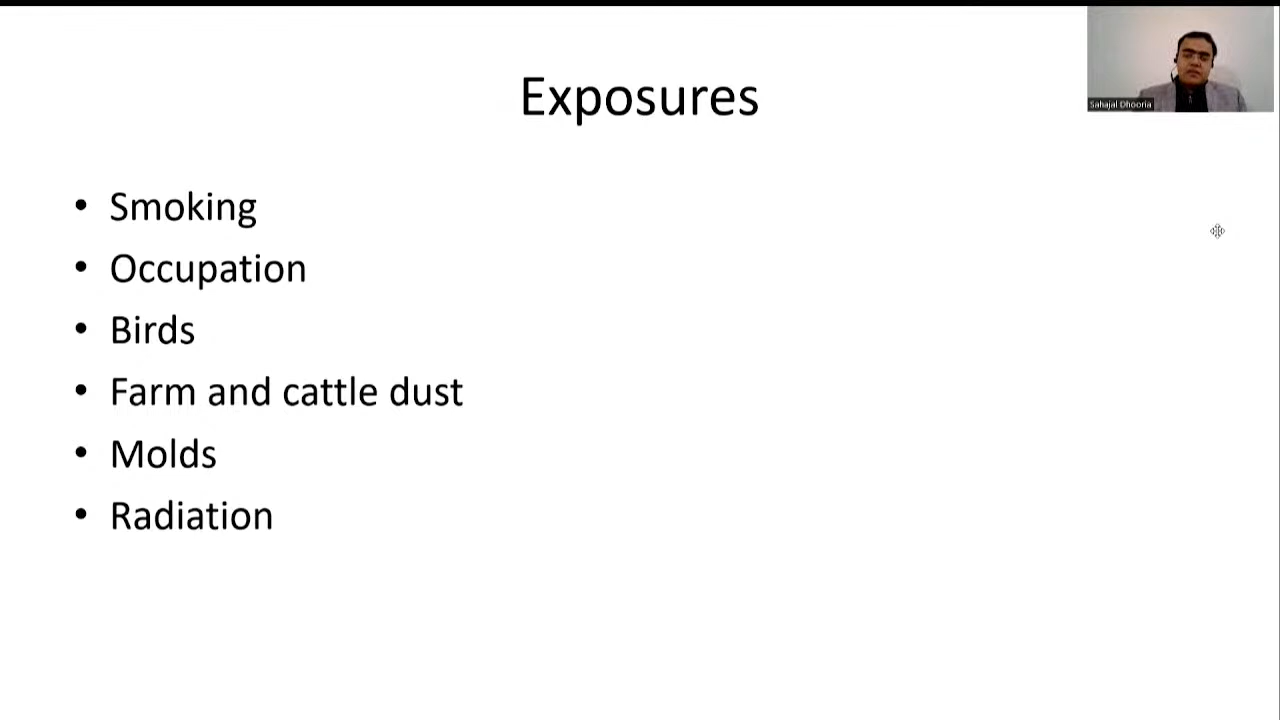 Exposures
Sahajal Dhooria
• Smoking
• Occupation
• Birds
• Farm and cattle dust
• Molds
• Radiation